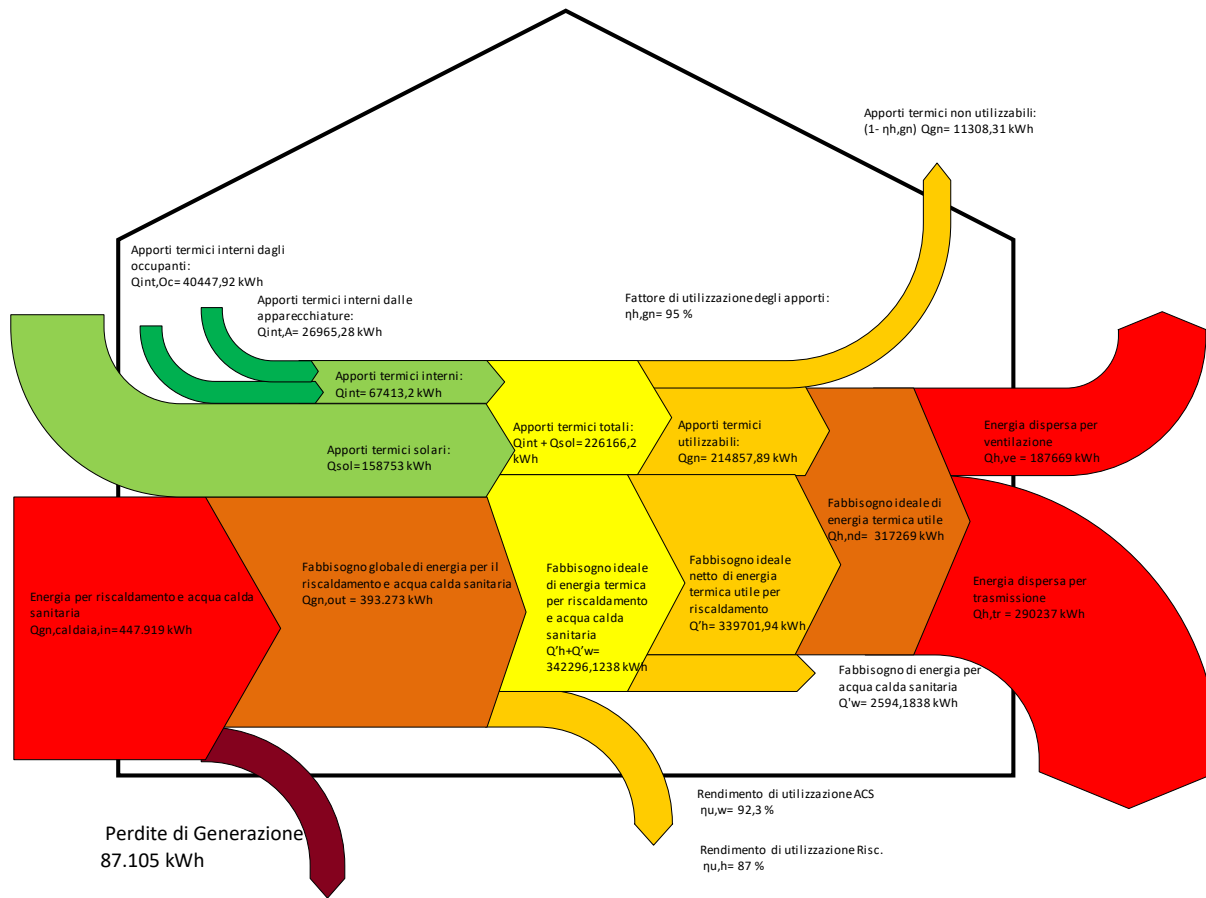 Apporti termici non utilizzabili:
(1- ηh,gn) Qgn= 11308,31 kWh
Apporti termici interni dagli
occupanti:
Qint,Oc= 40447,92 kWh
Apporti termici interni dalle
apparecchiature:
Qint,A= 26965,28 kWh
Fattore di utilizzazione degli apporti:
ηh,gn= 95 %
Apporti termici interni:
Qint= 67413,2 kWh
Apporti termici solari:
Qsol= 158753 kWh
Apporti termici totali:
Qint + Qsol= 226166,2
kWh
Apporti termici
utilizzabili:
Qgn= 214857,89 kWh
Energia dispersa per
ventilazione
Qh,ve = 187669 kWh
Fabbisogno ideale di
energia termica utile
Qh,nd= 317269 kWh
Energia per riscaldamento e acqua calda
sanitaria
Qgn,caldaia,in= 447.919 kWh
Fabbisogno globale di energia per il
riscaldamento e acqua calda sanitaria
Qgn,out = 393.273 kWh
Fabbisogno ideale
di energia termica
per riscaldamento
e acqua calda
sanitaria
Q'h+Q'w=
342296,1238 kWh
Fabbisogno ideale
netto di energia
termica utile per
riscaldamento
Q'h= 339701,94 kWh
Energia dispersa per
trasmissione
Qh,tr = 290237 kWh
Fabbisogno di energia per
acqua calda sanitaria
Q'w= 2594,1838 kWh
Rendimento di utilizzazione ACS
ηu,w= 92,3 %
Perdite di Generazione
87.105 kWh
Rendimento di utilizzazione Risc.
ηu,h= 87 %